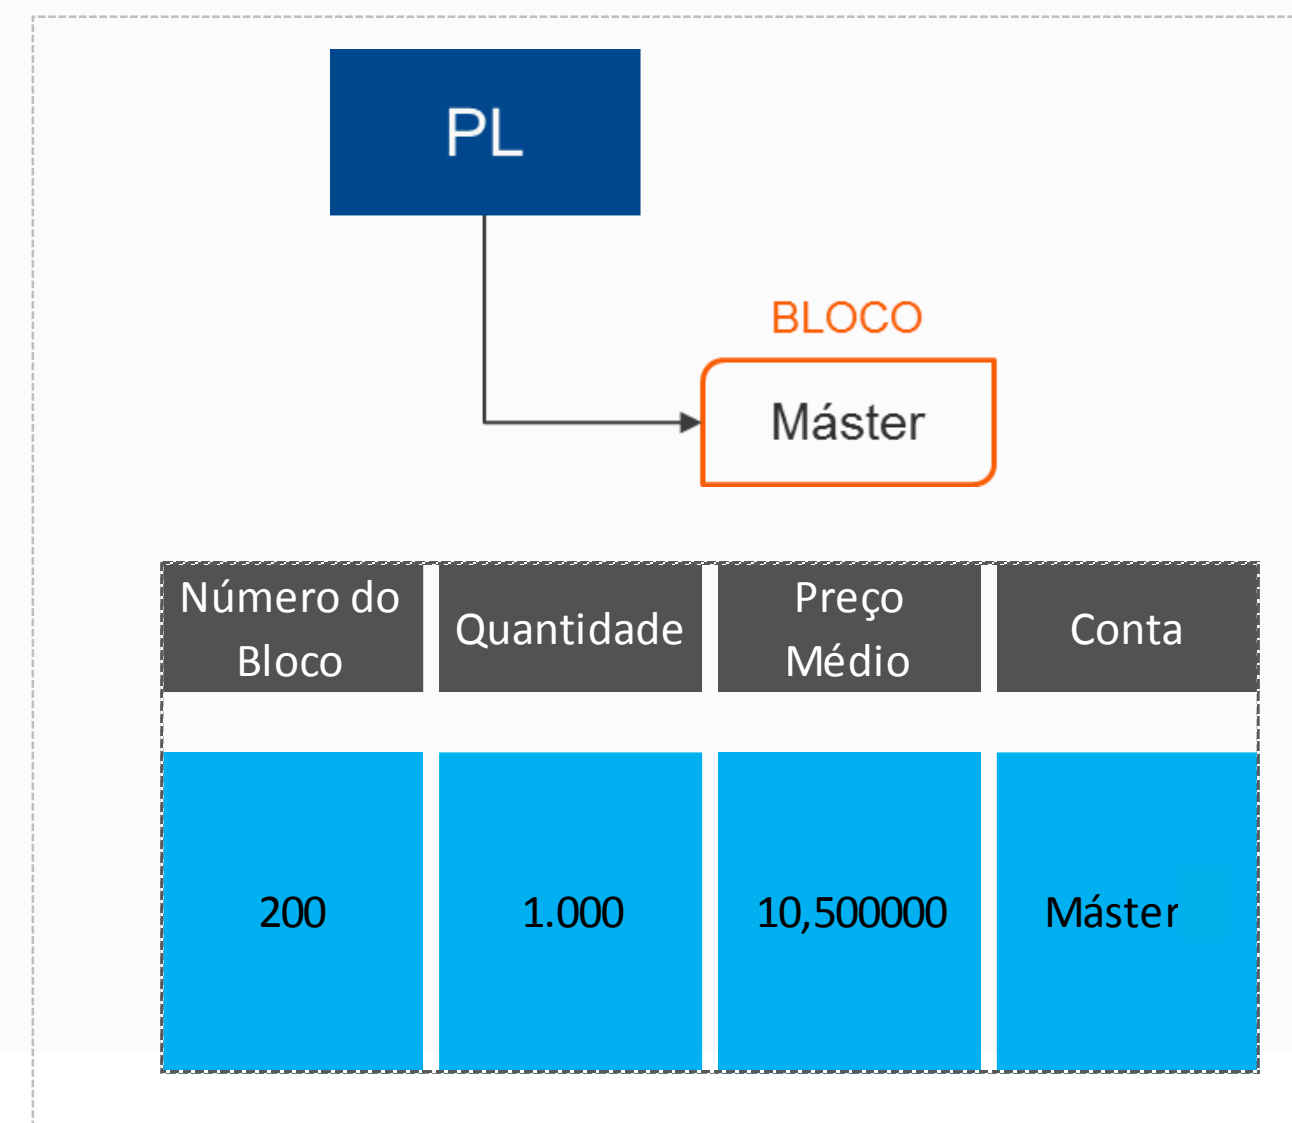 PL
BLOCO
Máster
Número do
Bloco
Quantidade
Preço
Médio
Conta
200
1.000
10,500000
Máster